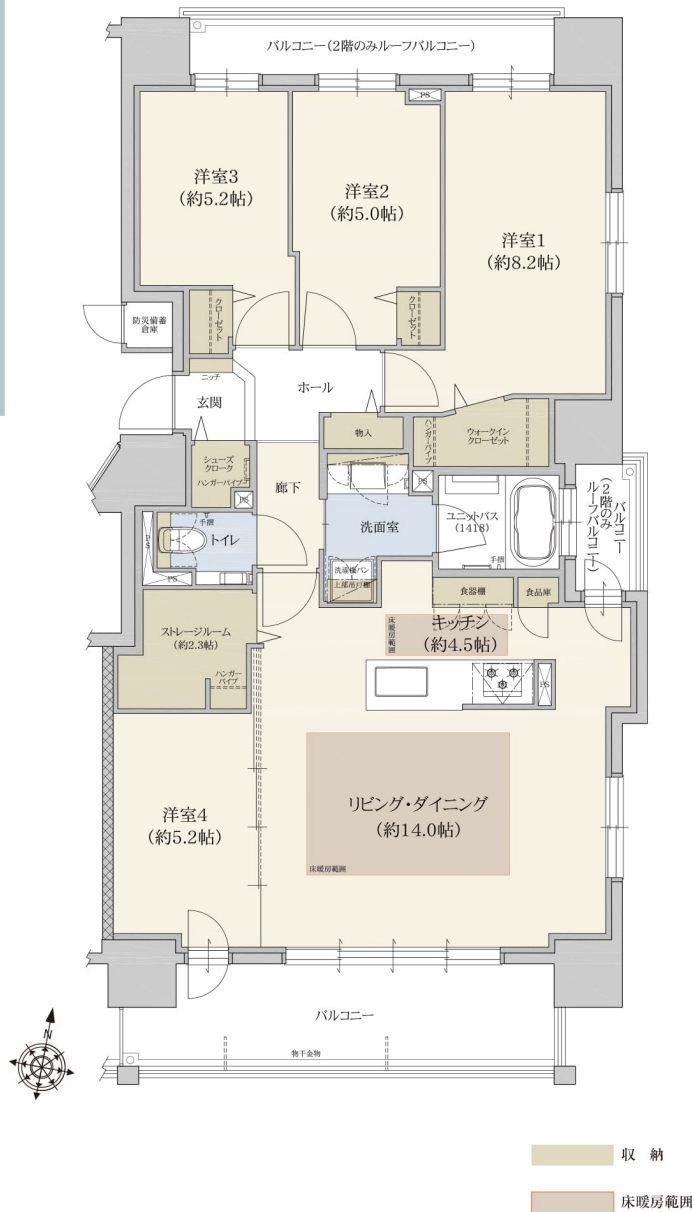 バルコニー（2階のみルーフバルコニー）
PS
洋室3
（約5.2帖）
洋室2
（約5.0帖）
洋室1
（約8.2帖）
クローゼット
クローゼット
防災備蓄
倉庫
ニッチ
玄関
ホール
物入
ハンガーパイプ
ウォークイン
クローゼット
シューズ
クローク
ハンガーパイプ
PS
廊下
PS
洗面室
ユニットバス
（1418）
手摺
バルコニー
（2階のみ
ルーフバルコニー）
手摺
トイレ
PS
PS
洗濯機パン
上部吊戸棚
食器棚
食品庫
ストレージルーム
（約2.3帖）
ハンガー
パイプ
床暖房範囲
キッチン
（約4.5帖）
PS
洋室4
（約5.2帖）
リビング・ダイニング
（約14.0帖）
床暖房範囲
バルコニー
物干金物
N
収 納
床暖房範囲